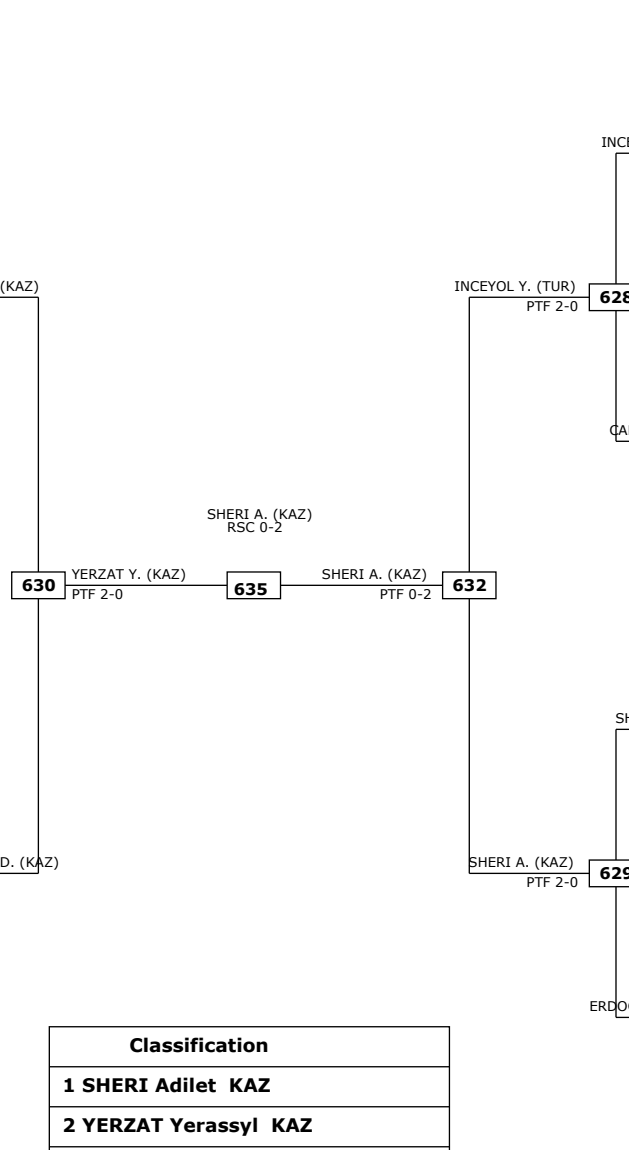 (KAZ)
INCEYOL Y. (TUR)
628
PTF 2-0
SHERI A. (KAZ)
RSC 0-2
630
YERZAT Y. (KAZ)
PTF 2-0
635
SHERI A. (KAZ)
PTF 0-2
632
D. (KAZ)
SHERI A. (KAZ)
629
PTF 2-0
Classification
1 SHERI Adilet KAZ
2 YERZAT Yerassyl KAZ